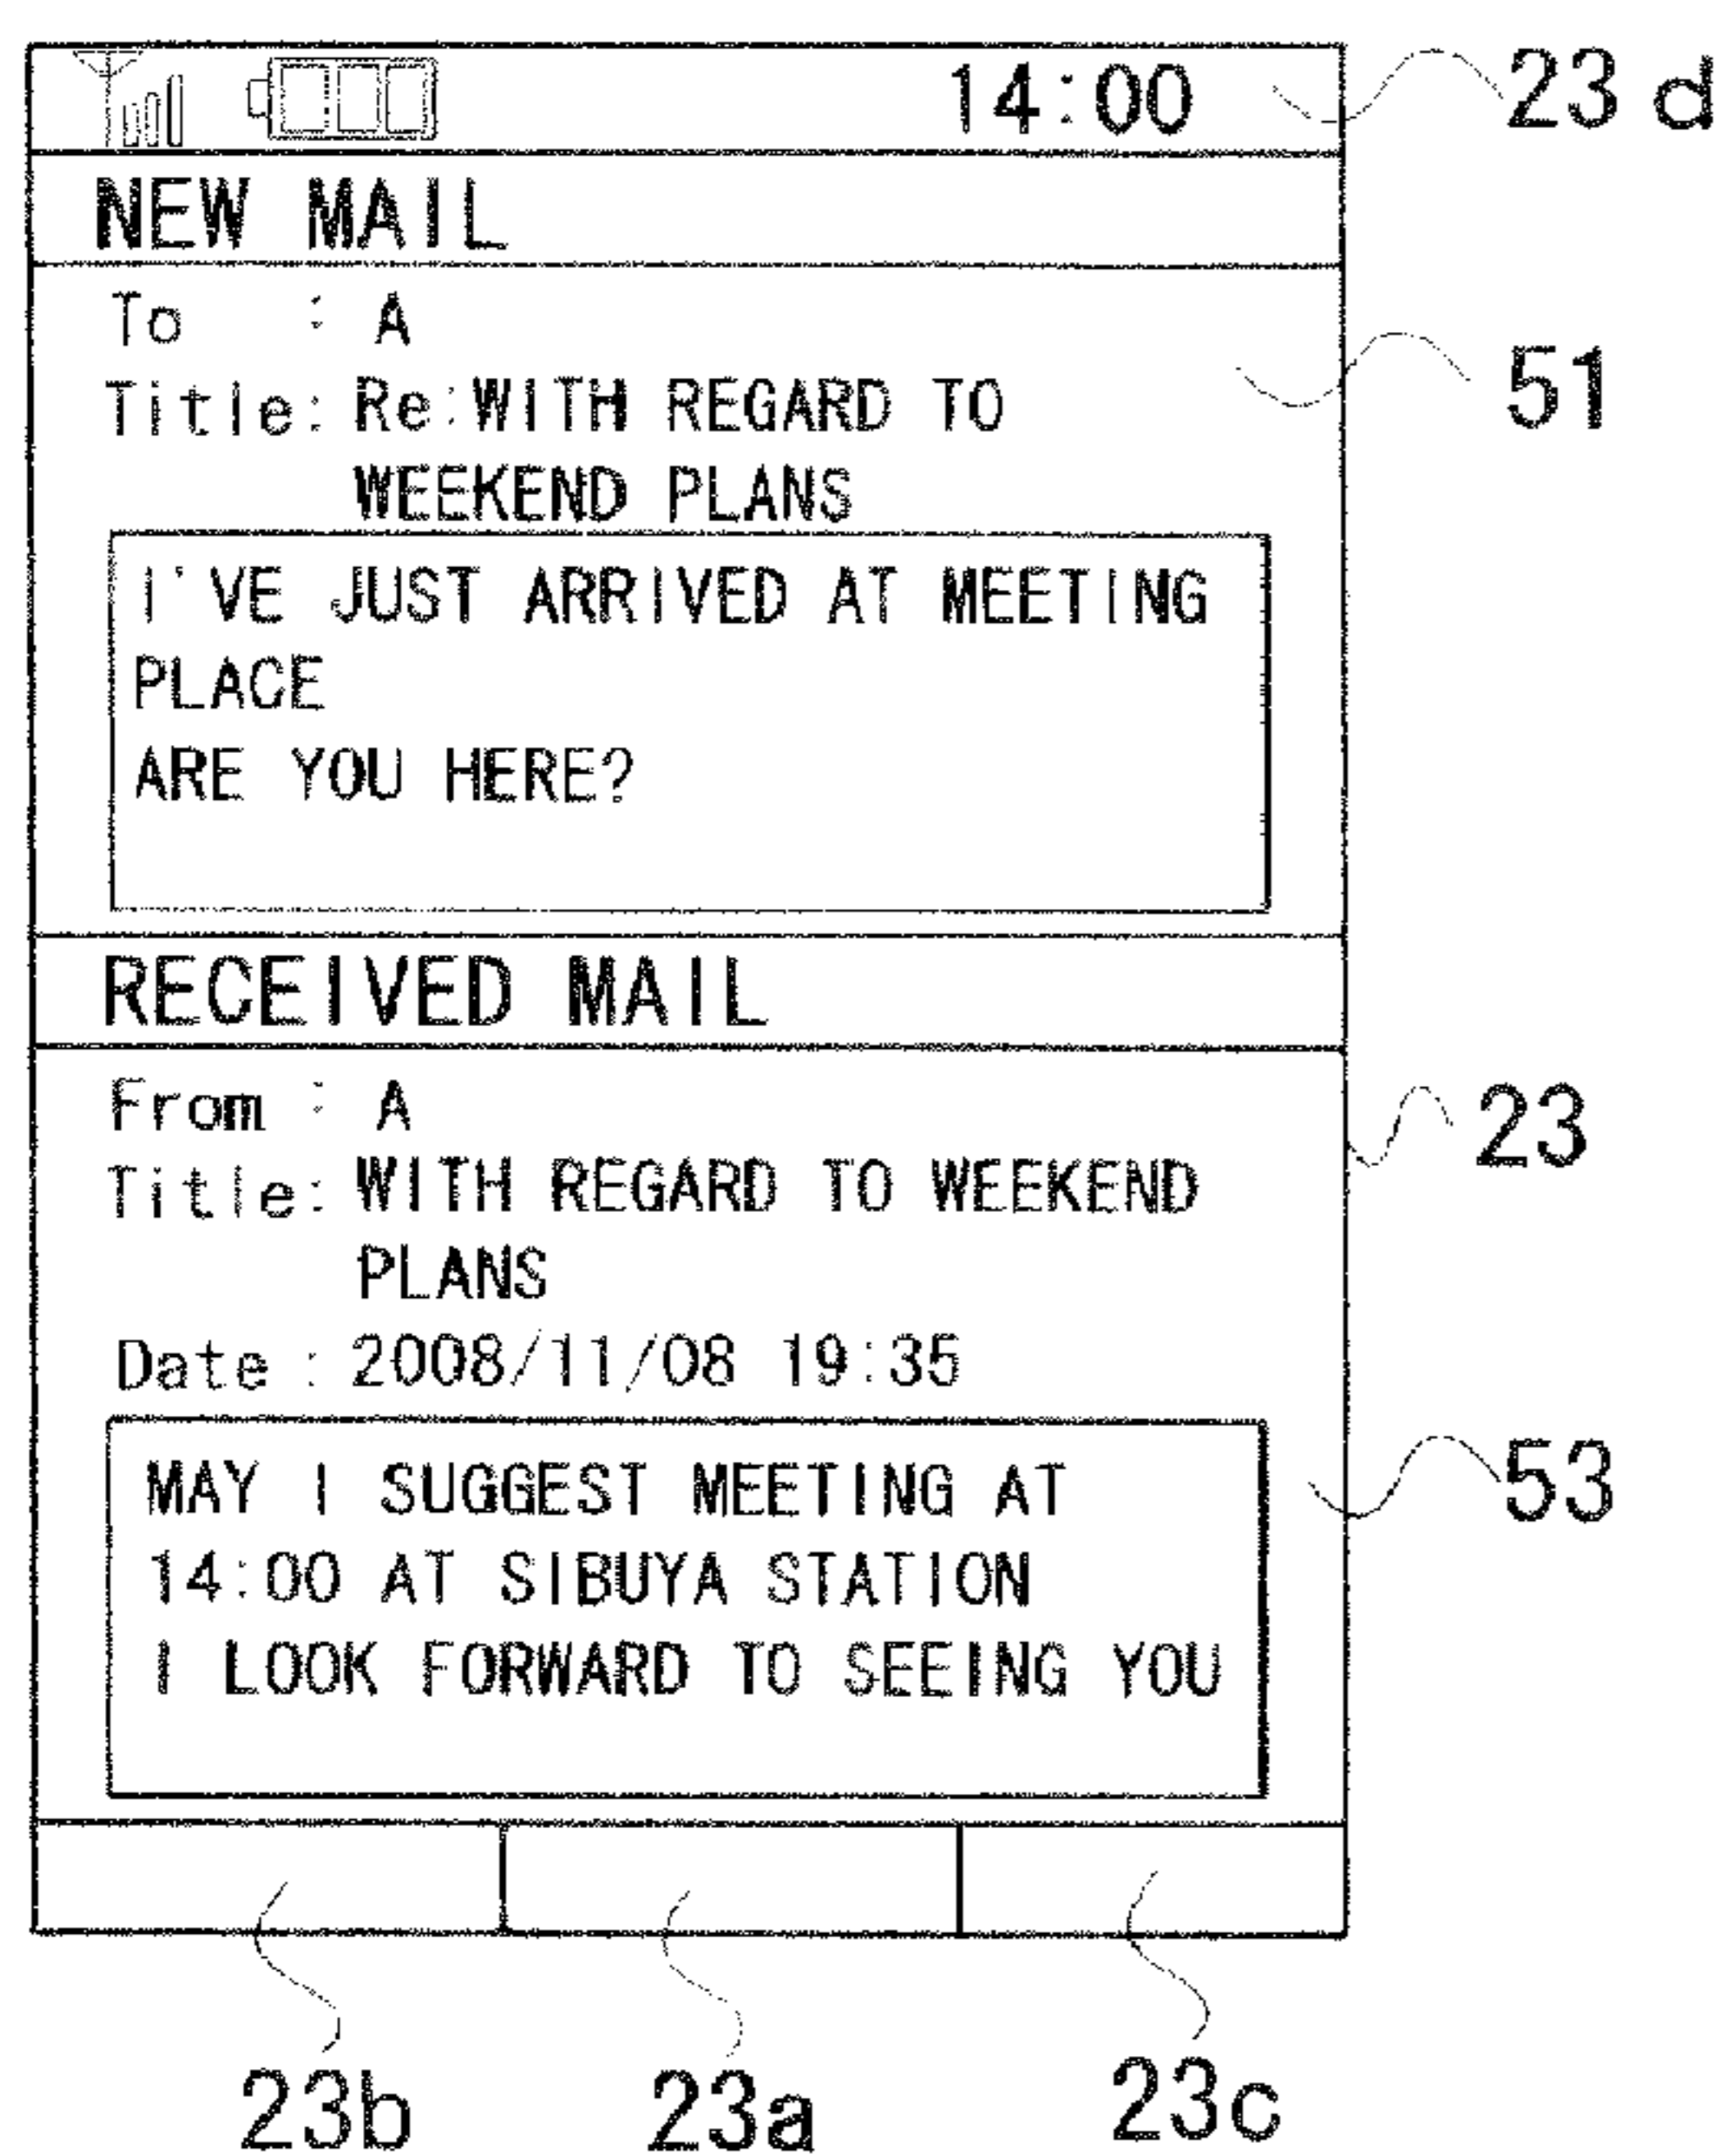 14:00 23d
NEW MAIL
To : A
51
Title: Re:WITH REGARD TO
WEEKEND PLANS
I'VE JUST ARRIVED AT MEETING
PLACE
ARE YOU HERE?
RECEIVED MAIL
From : A
23
Title: WITH REGARD TO WEEKEND
PLANS
Date : 2008/11/08 19:35
53
MAY I SUGGEST MEETING AT
14:00 AT SIBUYA STATION
I LOOK FORWARD TO SEEING YOU
23b 23a 23c